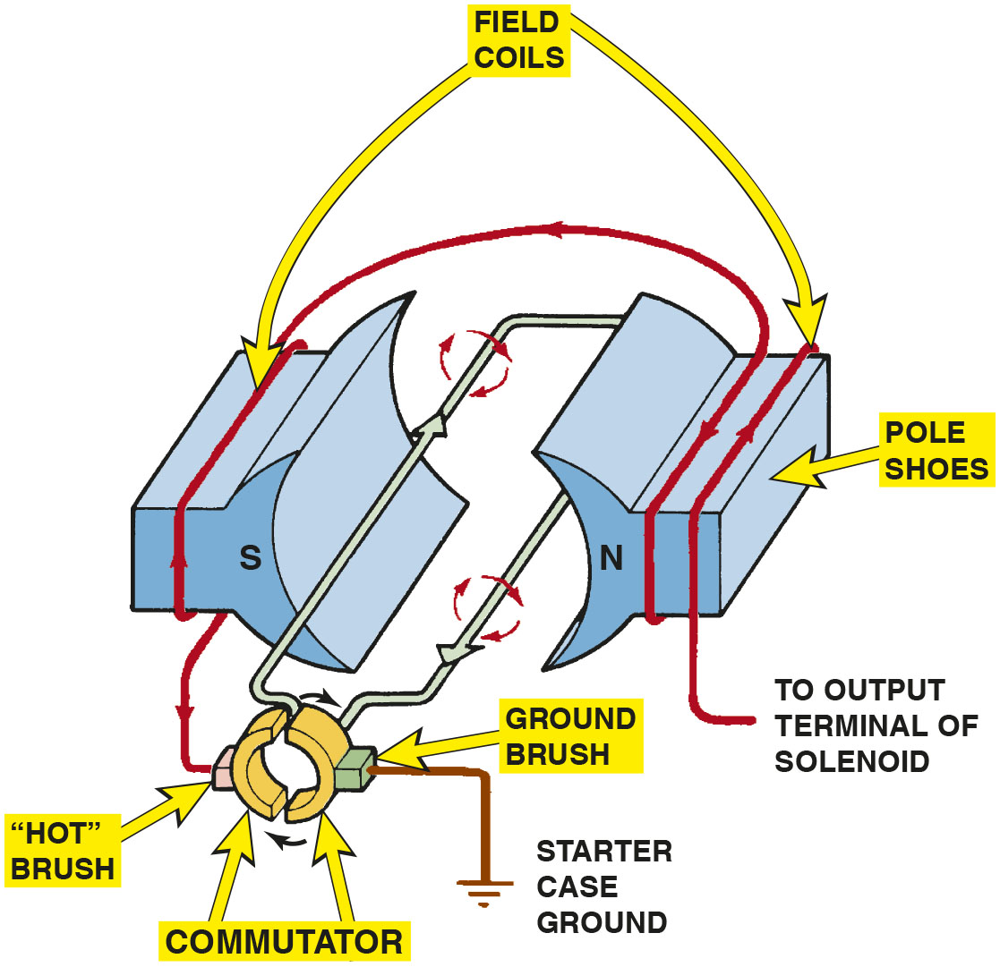 FIELD
COILS
POLE
SHOES
S
N
TO OUTPUT
TERMINAL OF
SOLENOID
GROUND
BRUSH
“HOT”
BRUSH
STARTER
CASE
GROUND
COMMUTATOR